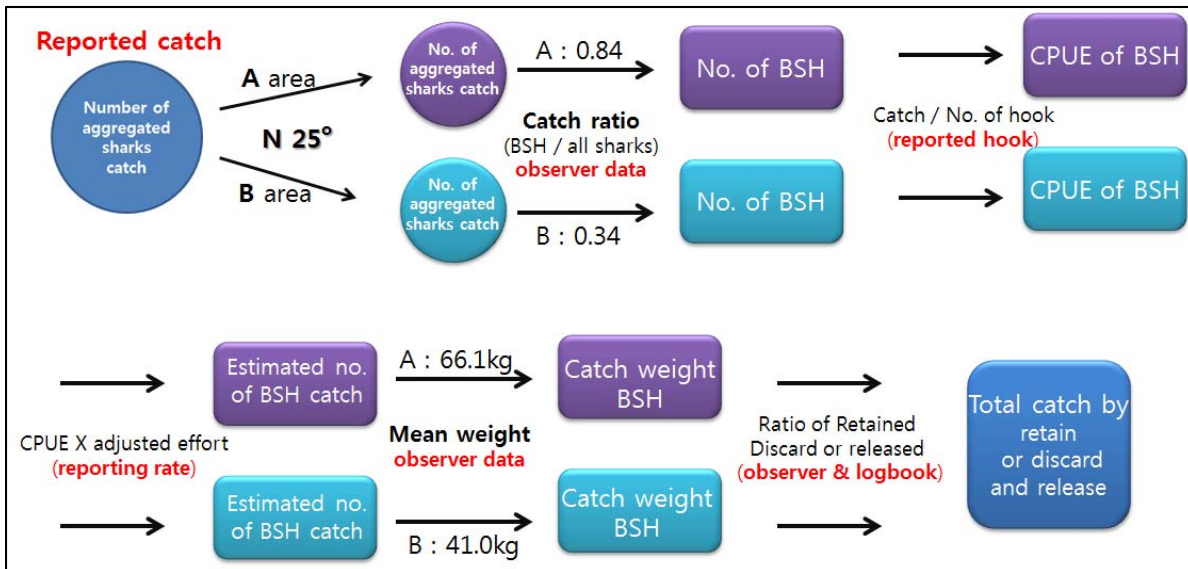 Reported catch
Number of
aggregated
sharks
catch
A area
N 25°
B area
No. of
aggregated
sharks catch
No. of
aggregated
sharks catch
A : 0.84
Catch ratio
(BSH / all sharks)
observer data
B : 0.34
No. of BSH
No. of BSH
Catch / No. of hook
(reported hook)
CPUE of BSH
CPUE of BSH
CPUE X adjusted effort
(reporting rate)
Estimated no.
of BSH catch
Estimated no.
of BSH catch
A : 66.1kg
Mean weight
observer data
B : 41.0kg
Catch weight
BSH
Catch weight
BSH
Ratio of Retained
Discard or released
(observer & logbook)
Total catch by
retain
or discard
and release